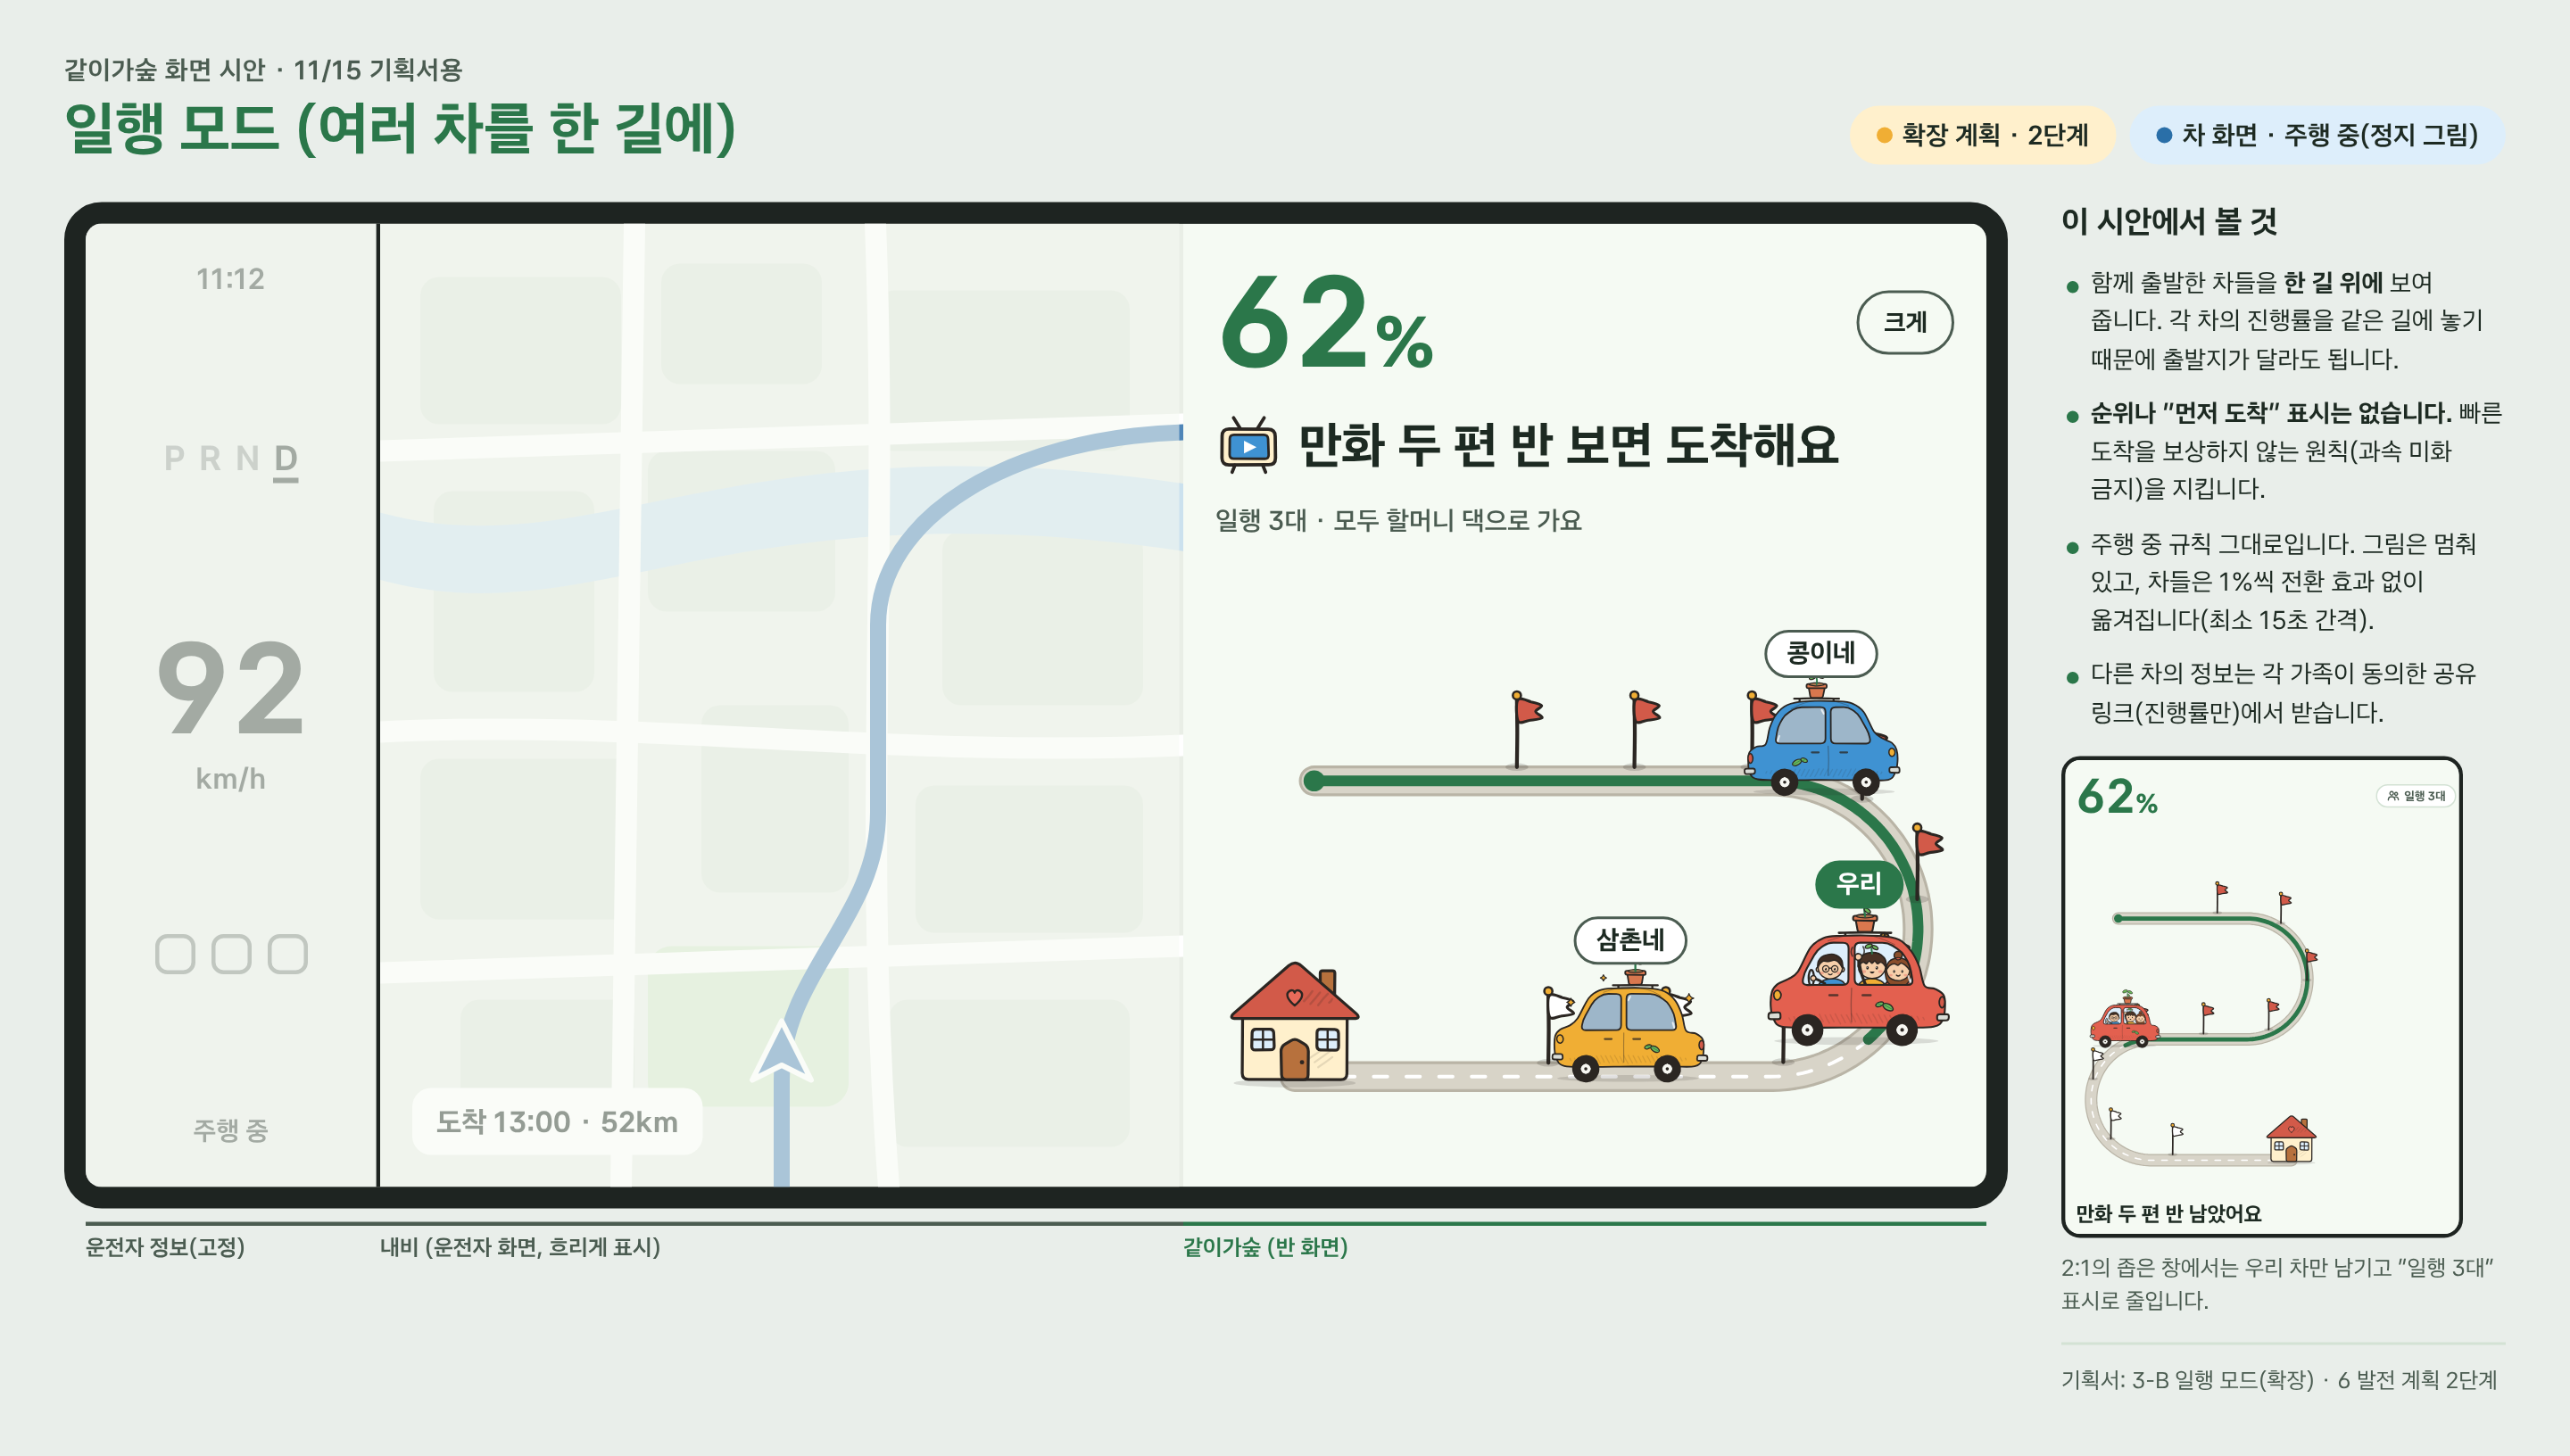 같이가숲 화면 시안 · 11/15 기획서용
일행 모드 (여러 차를 한 길에)
확장 계획 · 2단계
차 화면 · 주행 중(정지 그림)
11:12
P R N D
92
km/h
주행 중
도착 13:00 · 52km
62%
크게
만화 두 편 반 보면 도착해요
일행 3대 · 모두 할머니 댁으로 가요
콩이네
우리
삼촌네
운전자 정보(고정)
내비 (운전자 화면, 흐리게 표시)
같이가숲 (반 화면)
이 시안에서 볼 것
함께 출발한 차들을 한 길 위에 보여
줍니다. 각 차의 진행률을 같은 길에 놓기
때문에 출발지가 달라도 됩니다.
순위나 "먼저 도착" 표시는 없습니다. 빠른
도착을 보상하지 않는 원칙(과속 미화
금지)을 지킵니다.
주행 중 규칙 그대로입니다. 그림은 멈춰
있고, 차들은 1%씩 전환 효과 없이
옮겨집니다(최소 15초 간격).
다른 차의 정보는 각 가족이 동의한 공유
링크(진행률만)에서 받습니다.
62%
일행 3대
만화 두 편 반 남았어요
2:1의 좁은 창에서는 우리 차만 남기고 "일행 3대"
표시로 줄입니다.
기획서: 3-B 일행 모드(확장) · 6 발전 계획 2단계